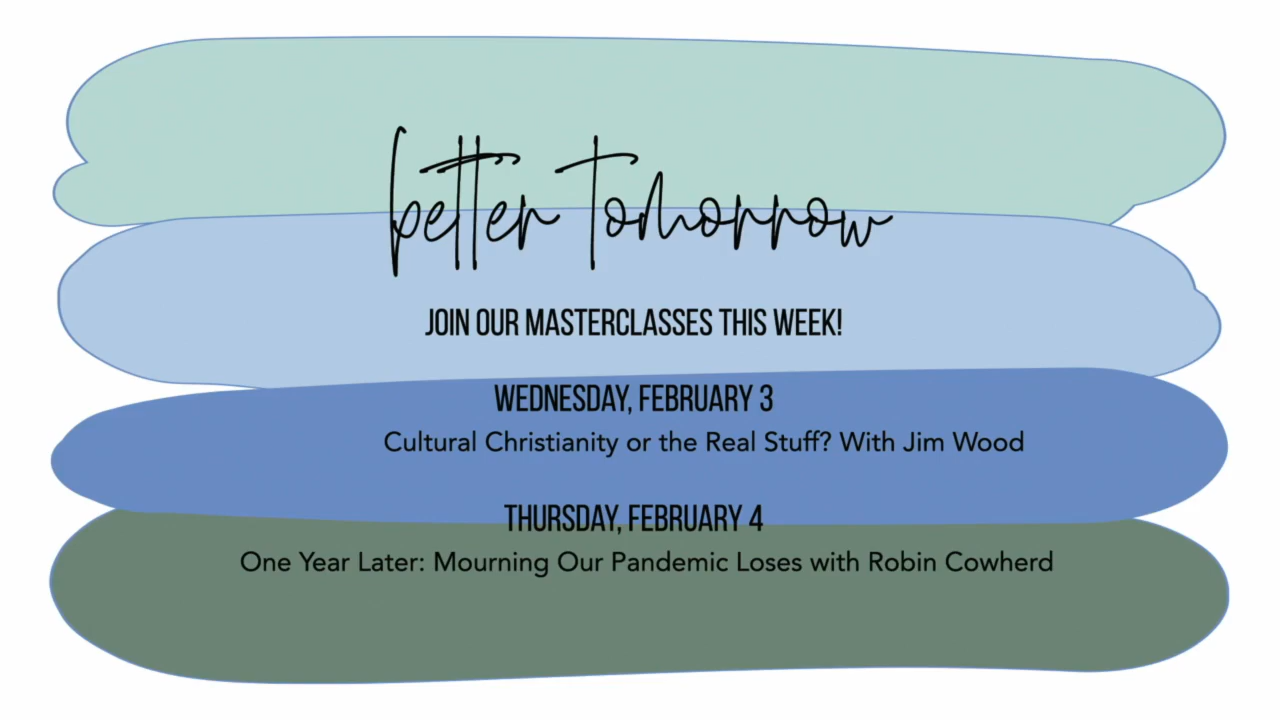 better tomorrow
JOIN OUR MASTERCLASSES THIS WEEK!
WEDNESDAY, FEBRUARY 3
Cultural Christianity or the Real Stuff? With Jim Wood
THURSDAY, FEBRUARY 4
One Year Later: Mourning Our Pandemic Loses with Robin Cowherd